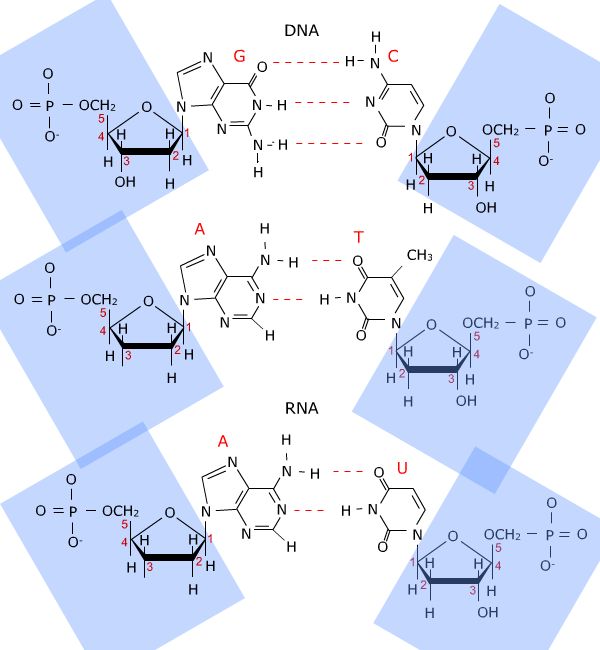 DNA
G C
O H
H N
N O
O
O = P — OCH₂ O
O⁻
5 4 3 2 1
H H H H
OH H
N N N N
H
N H
H
N N N
O
H
1 2 3 4 5
H H H H
O
OCH₂ — P = O
O
O⁻
H OH
A T
H
N H
CH₃
O
O
O = P — OCH₂ O
O⁻
5 4 3 2 1
H H H H
H
N N N N
H
H N
O N
1 2 3 4 5
H H H H
O
OCH₂ — P = O
O
O⁻
H OH
RNA
A U
H
N H
O
O
O = P — OCH₂ O
O⁻
5 4 3 2 1
H H H H
H
N N N N
H
H N
O N
1 2 3 4 5
H H H H
O
OCH₂ — P = O
O
O⁻
H OH